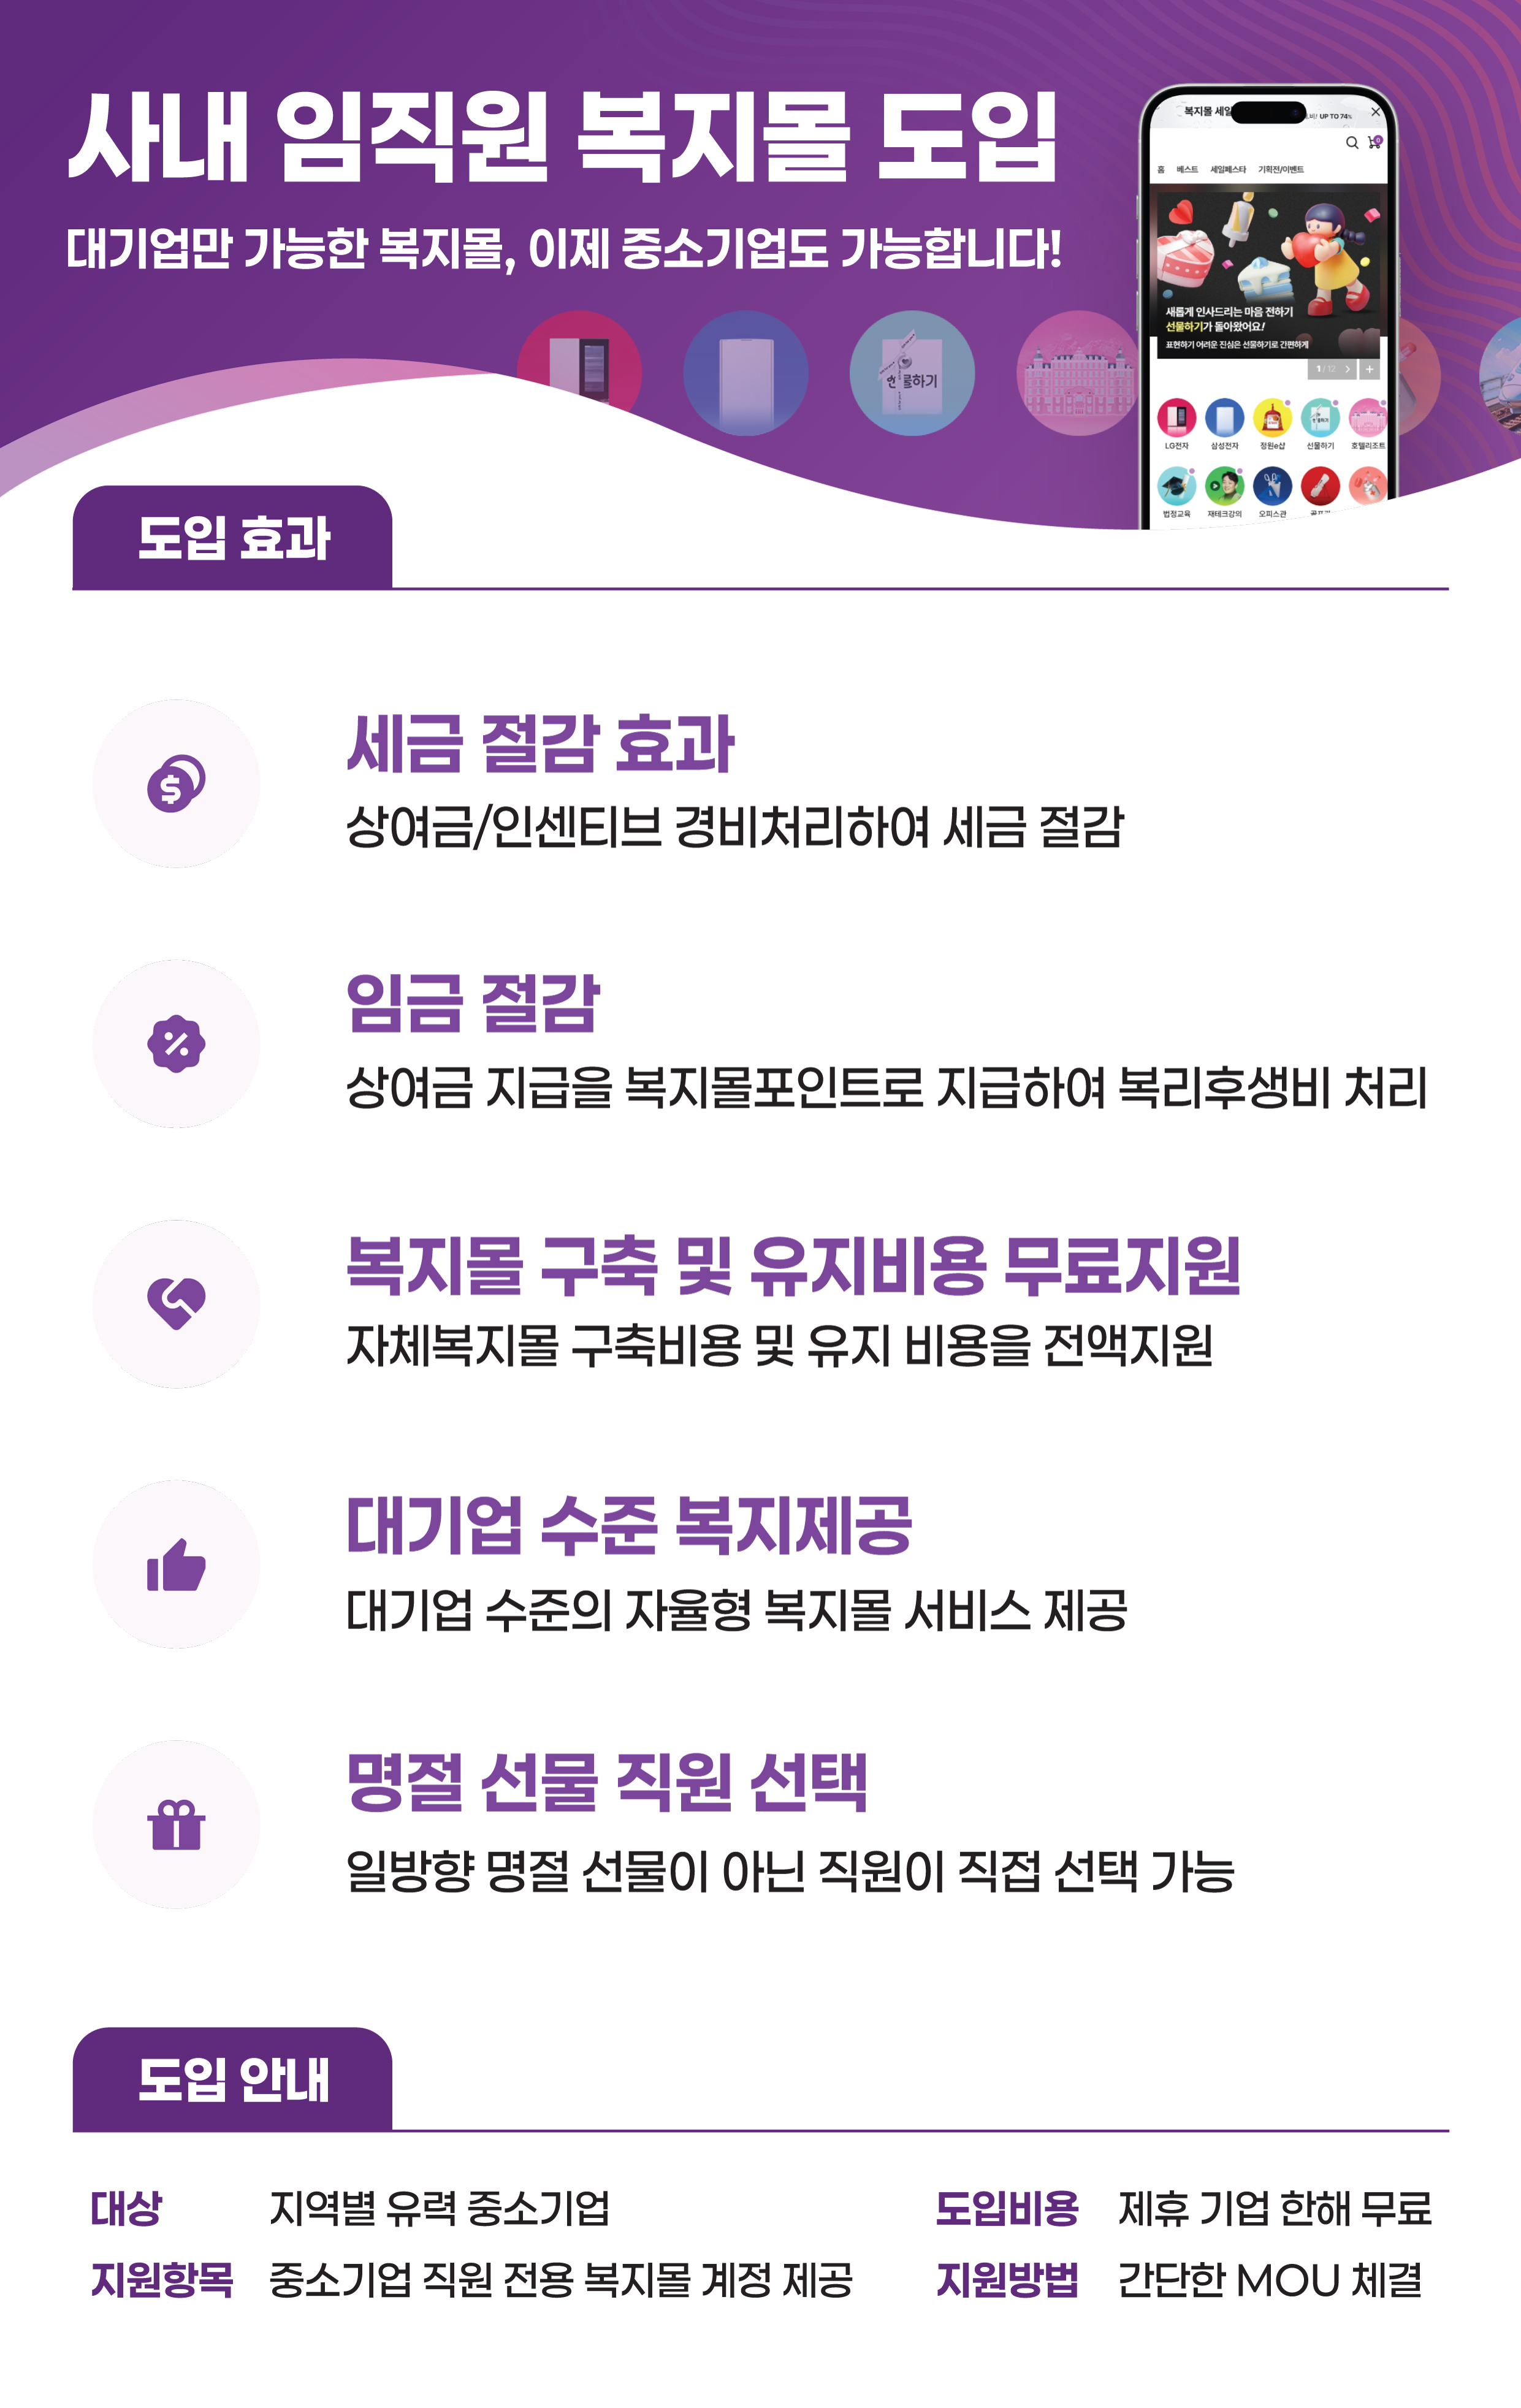 사내 임직원 복지몰 도입
대기업만 가능한 복지몰, 이제 중소기업도 가능합니다!
선물하기
복지몰 세일
UP TO 74%
홈 베스트 세일페스타 기획전/이벤트
새롭게 인사드리는 마음 전하기
선물하기가 돌아왔어요!
표현하기 어려운 진심은 선물하기로 간편하게
1 / 12 > +
LG전자 삼성전자 정원e샵 선물하기 호텔리조트
법정교육 재테크강의 오피스관
도입 효과
세금 절감 효과
상여금/인센티브 경비처리하여 세금 절감
임금 절감
상여금 지급을 복지몰포인트로 지급하여 복리후생비 처리
복지몰 구축 및 유지비용 무료지원
자체복지몰 구축비용 및 유지 비용을 전액지원
대기업 수준 복지제공
대기업 수준의 자율형 복지몰 서비스 제공
명절 선물 직원 선택
일방향 명절 선물이 아닌 직원이 직접 선택 가능
도입 안내
대상 지역별 유력 중소기업
도입비용 제휴 기업 한해 무료
지원항목 중소기업 직원 전용 복지몰 계정 제공
지원방법 간단한 MOU 체결